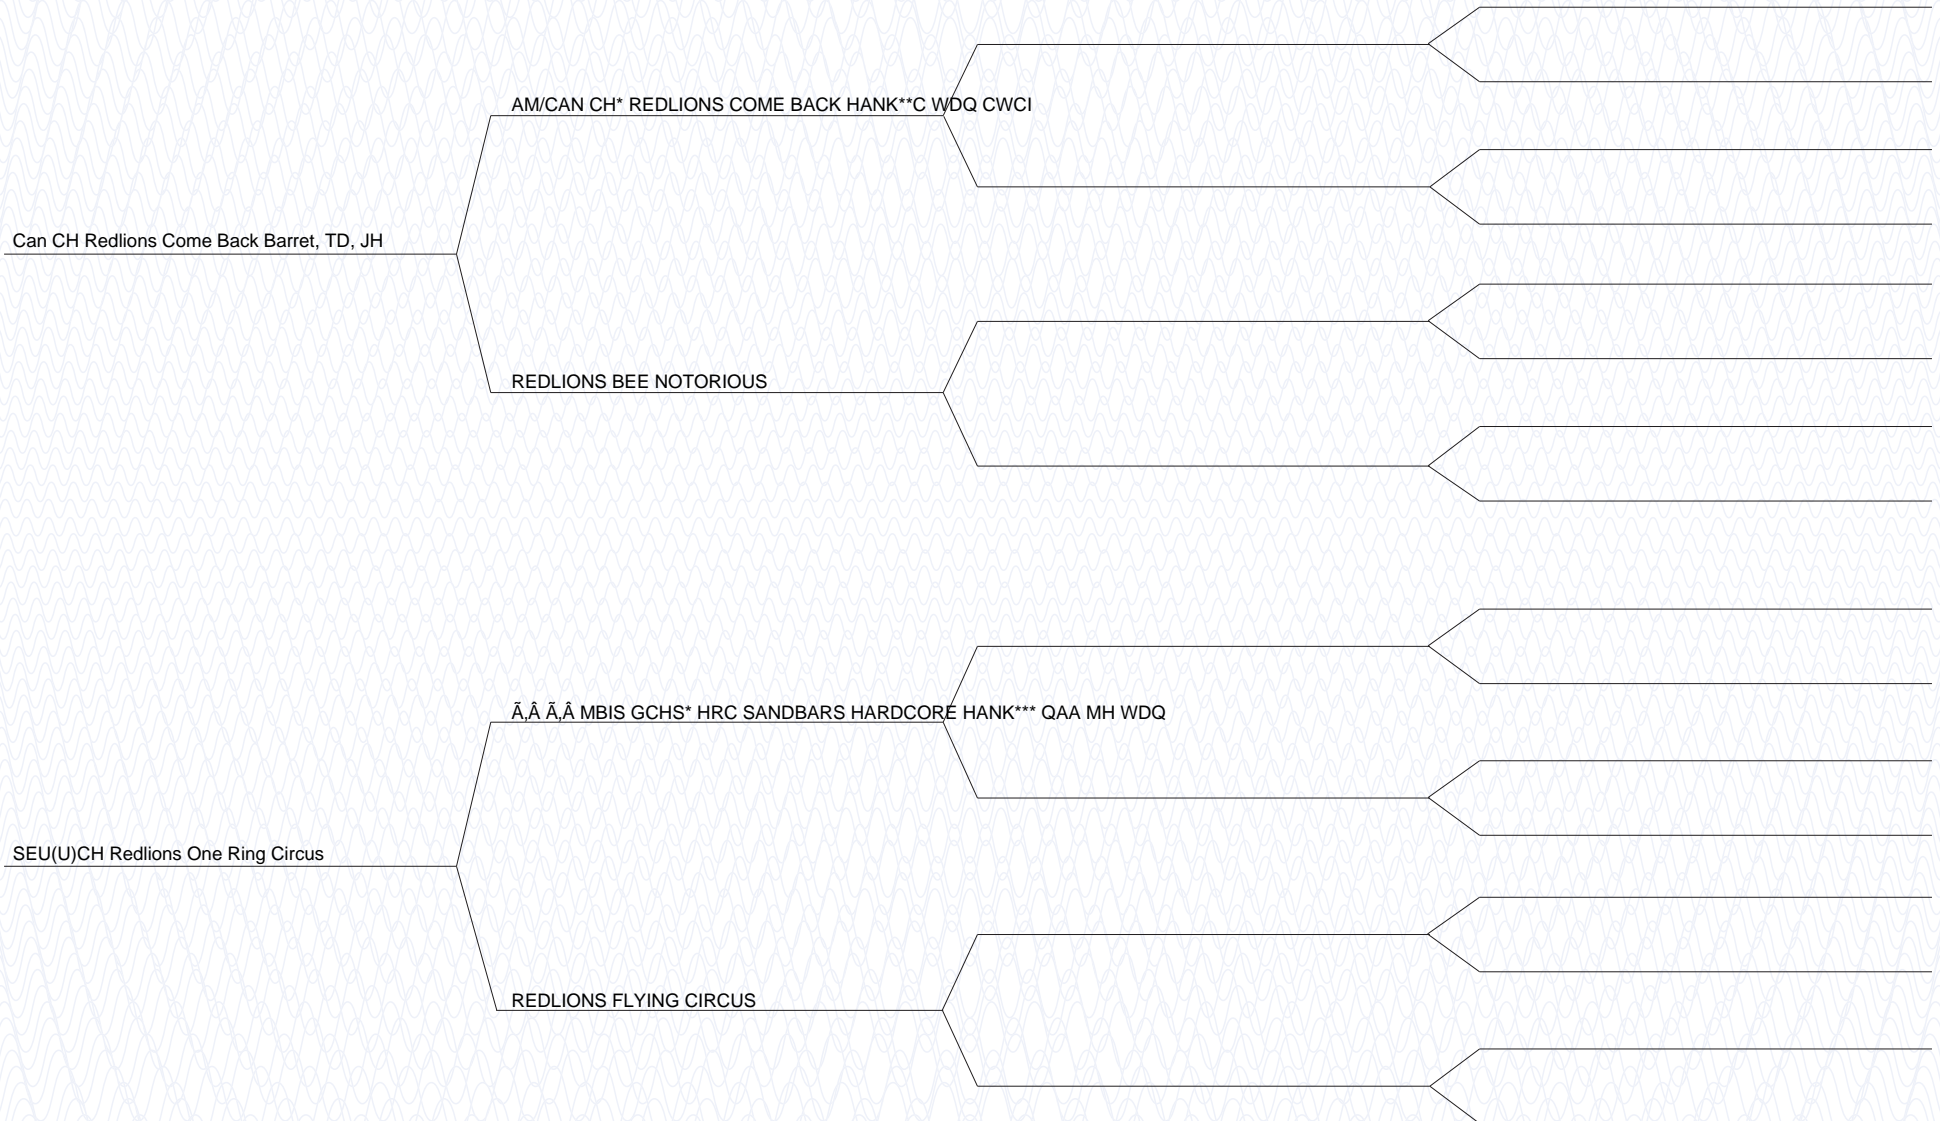 AM/CAN CH* REDLIONS COME BACK HANK**C WDQ CWCI
Can CH Redlions Come Back Barret, TD, JH
REDLIONS BEE NOTORIOUS
Ã‚Â Ã‚Â MBIS GCHS* HRC SANDBARS HARDCORE HANK*** QAA MH WDQ
SEU(U)CH Redlions One Ring Circus
REDLIONS FLYING CIRCUS